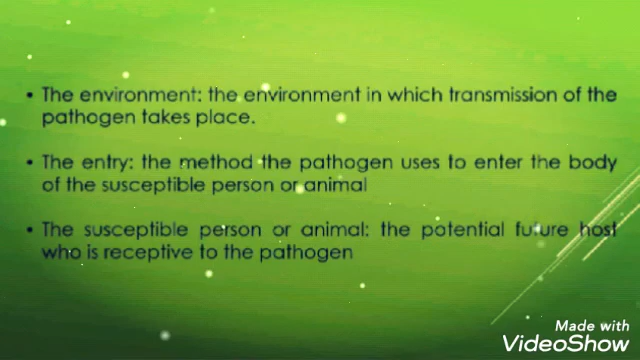 • The environment: the environment in which transmission of the
pathogen takes place.
• The entry: the method the pathogen uses to enter the body
of the susceptible person or animal
• The susceptible person or animal: the potential future host
who is receptive to the pathogen
Made with
VideoShow